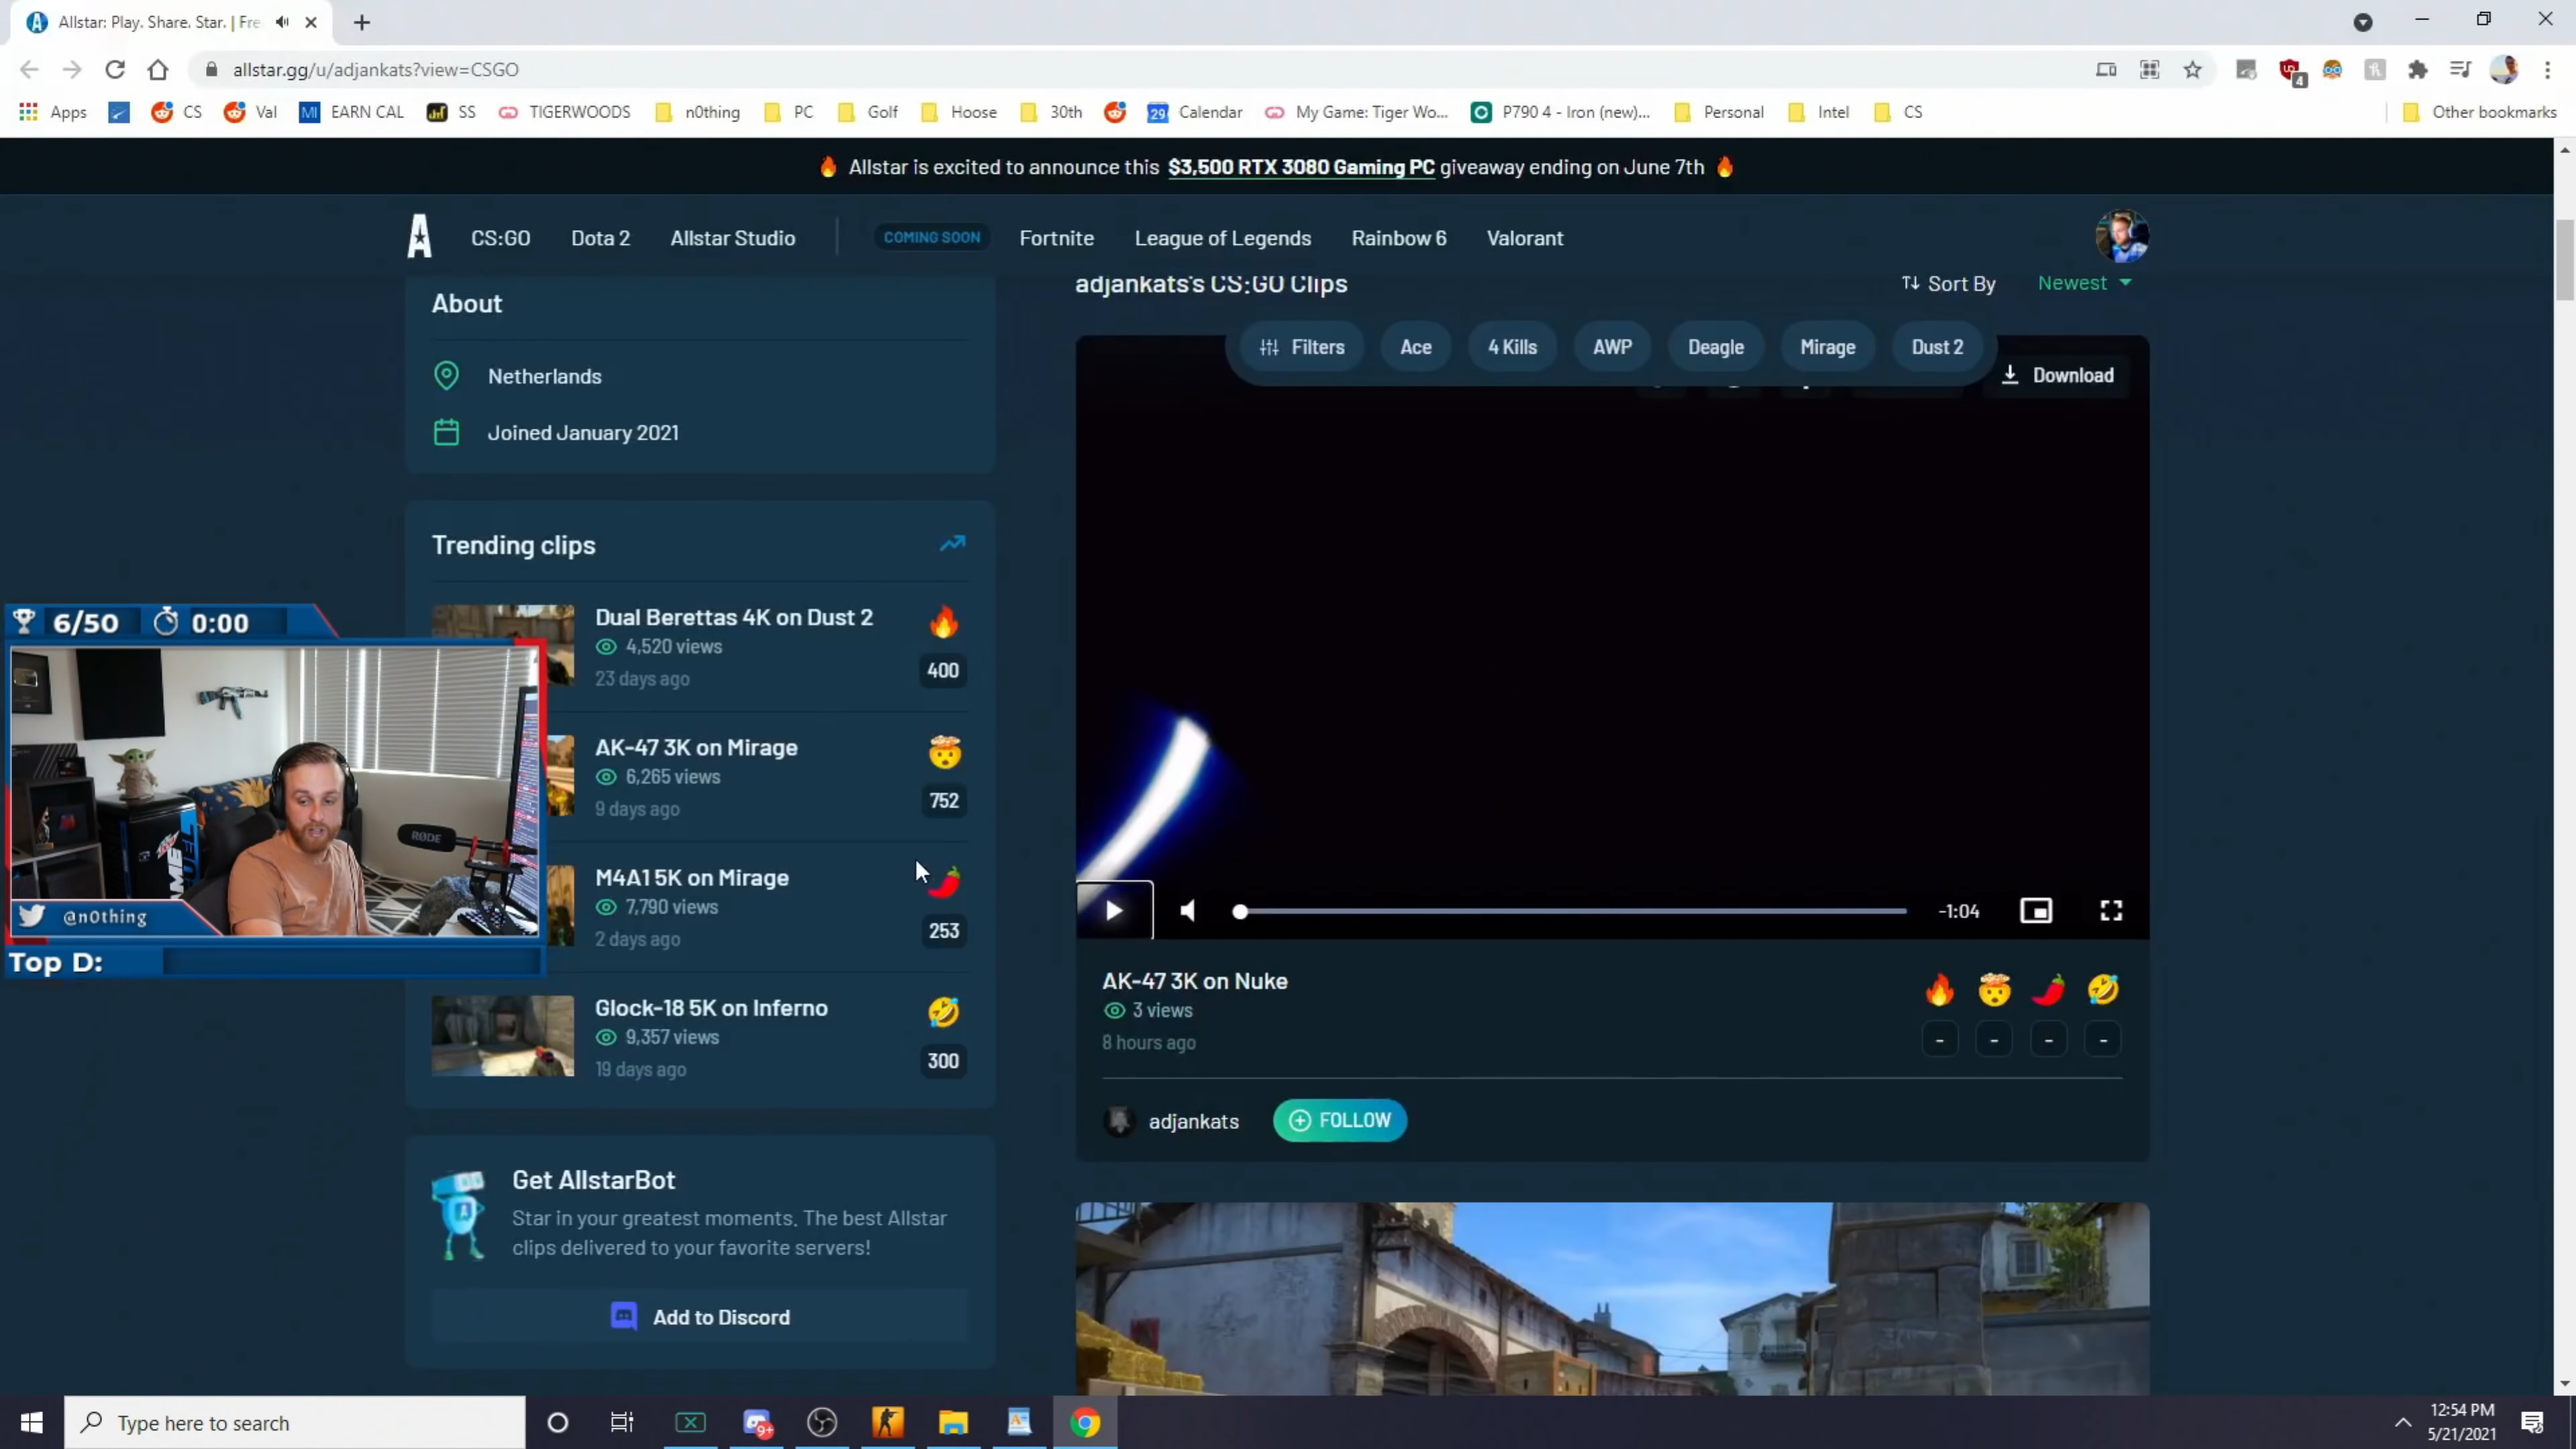 Allstar: Play. Share. Star. | Fre
allstar.gg/u/adjankats?view=CSGO
Apps CS Val EARN CAL SS TIGERWOODS n0thing PC Golf Hoose 30th Calendar My Game: Tiger Wo... P790 4 - Iron (new)... Personal Intel CS Other bookmarks
🔥 Allstar is excited to announce this $3,500 RTX 3080 Gaming PC giveaway ending on June 7th 🔥
CS:GO Dota 2 Allstar Studio COMING SOON Fortnite League of Legends Rainbow 6 Valorant
About
Netherlands
Joined January 2021
Trending clips
Dual Berettas 4K on Dust 2
4,520 views
23 days ago
400
AK-47 3K on Mirage
6,265 views
9 days ago
752
M4A1 5K on Mirage
7,790 views
2 days ago
253
Glock-18 5K on Inferno
9,357 views
19 days ago
300
6/50 0:00
RØDE
@n0thing
Top D:
Get AllstarBot
Star in your greatest moments. The best Allstar
clips delivered to your favorite servers!
Add to Discord
adjankats's CS:GO Clips
Sort By Newest
Filters Ace 4 Kills AWP Deagle Mirage Dust 2
Download
-1:04
AK-47 3K on Nuke
3 views
8 hours ago
- - - -
adjankats FOLLOW
Type here to search
9+
12:54 PM
5/21/2021